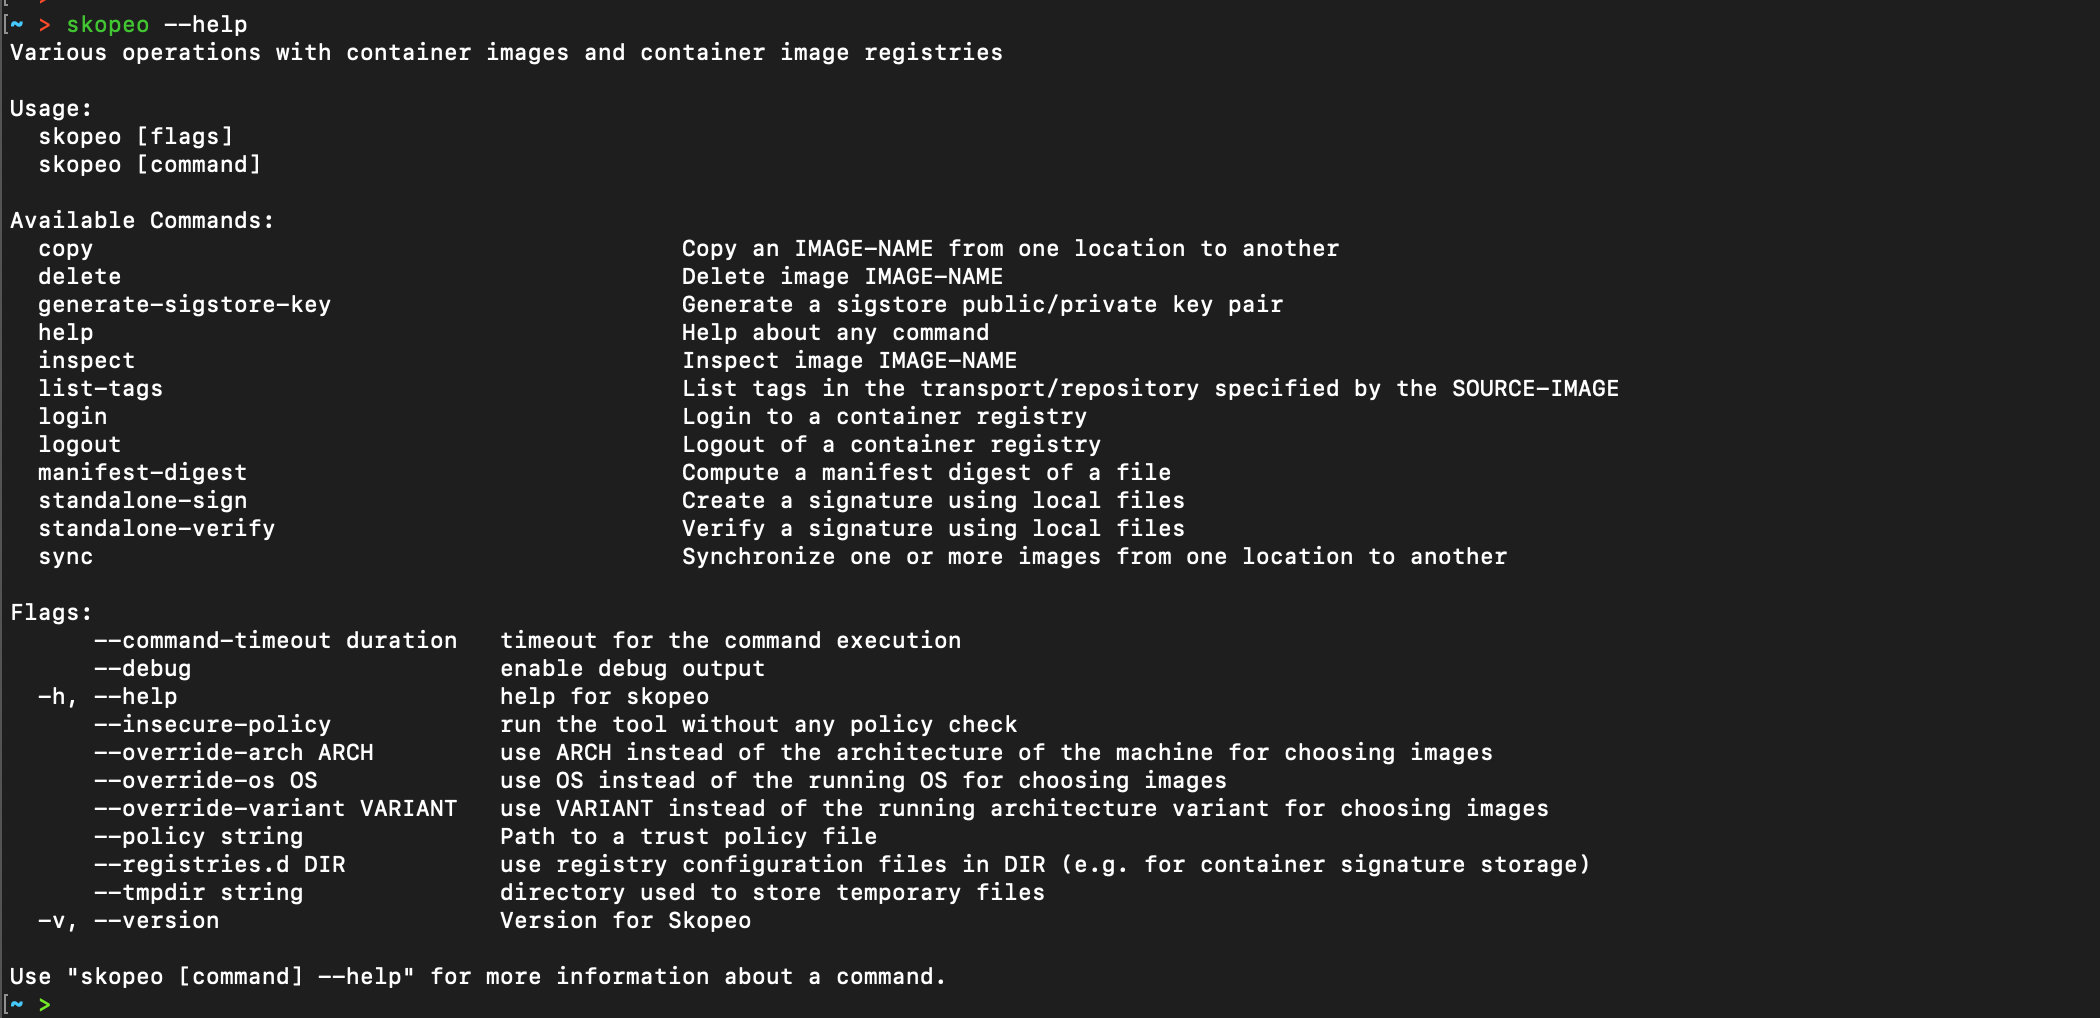 [~ > skopeo --help
Various operations with container images and container image registries
Usage:
  skopeo [flags]
  skopeo [command]
Available Commands:
  copy                                          Copy an IMAGE-NAME from one location to another
  delete                                        Delete image IMAGE-NAME
  generate-sigstore-key                         Generate a sigstore public/private key pair
  help                                          Help about any command
  inspect                                       Inspect image IMAGE-NAME
  list-tags                                     List tags in the transport/repository specified by the SOURCE-IMAGE
  login                                         Login to a container registry
  logout                                        Logout of a container registry
  manifest-digest                               Compute a manifest digest of a file
  standalone-sign                               Create a signature using local files
  standalone-verify                             Verify a signature using local files
  sync                                          Synchronize one or more images from one location to another
Flags:
      --command-timeout duration   timeout for the command execution
      --debug                      enable debug output
  -h, --help                       help for skopeo
      --insecure-policy            run the tool without any policy check
      --override-arch ARCH         use ARCH instead of the architecture of the machine for choosing images
      --override-os OS             use OS instead of the running OS for choosing images
      --override-variant VARIANT   use VARIANT instead of the running architecture variant for choosing images
      --policy string              Path to a trust policy file
      --registries.d DIR           use registry configuration files in DIR (e.g. for container signature storage)
      --tmpdir string              directory used to store temporary files
  -v, --version                    Version for Skopeo
Use "skopeo [command] --help" for more information about a command.
[~ >